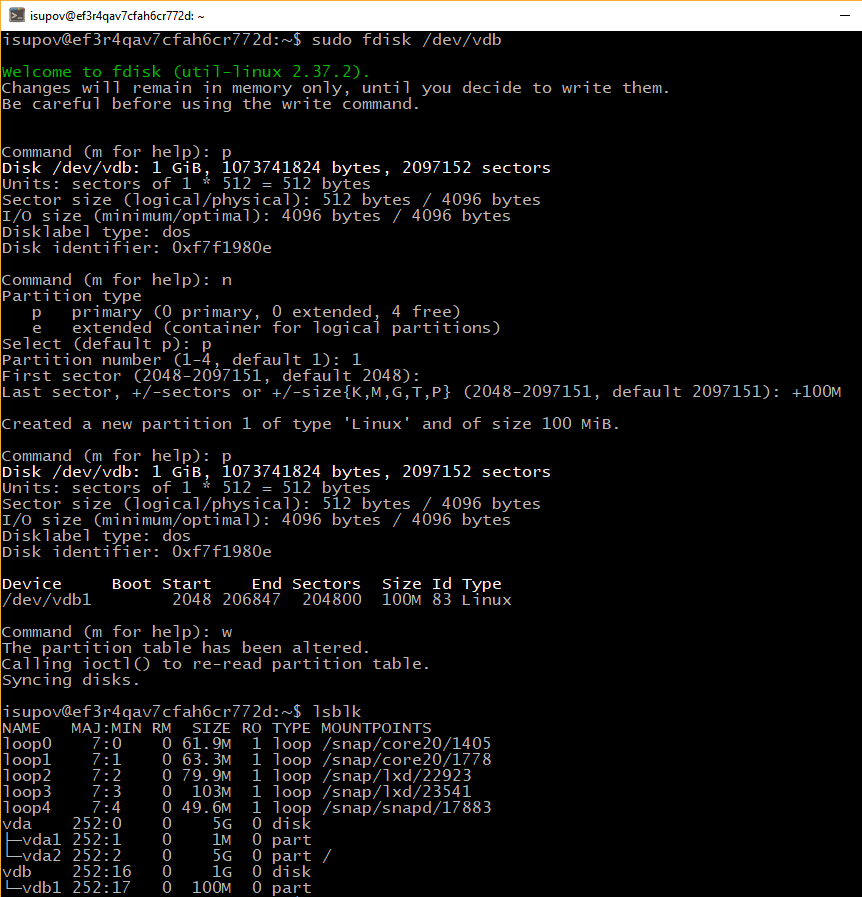 isupov@ef3r4qav7cfah6cr772d: ~
isupov@ef3r4qav7cfah6cr772d:~$ sudo fdisk /dev/vdb
Welcome to fdisk (util-linux 2.37.2).
Changes will remain in memory only, until you decide to write them.
Be careful before using the write command.
Command (m for help): p
Disk /dev/vdb: 1 GiB, 1073741824 bytes, 2097152 sectors
Units: sectors of 1 * 512 = 512 bytes
Sector size (logical/physical): 512 bytes / 4096 bytes
I/O size (minimum/optimal): 4096 bytes / 4096 bytes
Disklabel type: dos
Disk identifier: 0xf7f1980e
Command (m for help): n
Partition type
   p   primary (0 primary, 0 extended, 4 free)
   e   extended (container for logical partitions)
Select (default p): p
Partition number (1-4, default 1): 1
First sector (2048-2097151, default 2048):
Last sector, +/-sectors or +/-size{K,M,G,T,P} (2048-2097151, default 2097151): +100M
Created a new partition 1 of type 'Linux' and of size 100 MiB.
Command (m for help): p
Disk /dev/vdb: 1 GiB, 1073741824 bytes, 2097152 sectors
Units: sectors of 1 * 512 = 512 bytes
Sector size (logical/physical): 512 bytes / 4096 bytes
I/O size (minimum/optimal): 4096 bytes / 4096 bytes
Disklabel type: dos
Disk identifier: 0xf7f1980e
Device     Boot Start    End Sectors  Size Id Type
/dev/vdb1        2048 206847  204800  100M 83 Linux
Command (m for help): w
The partition table has been altered.
Calling ioctl() to re-read partition table.
Syncing disks.
isupov@ef3r4qav7cfah6cr772d:~$ lsblk
NAME   MAJ:MIN RM  SIZE RO TYPE MOUNTPOINTS
loop0    7:0    0 61.9M  1 loop /snap/core20/1405
loop1    7:1    0 63.3M  1 loop /snap/core20/1778
loop2    7:2    0 79.9M  1 loop /snap/lxd/22923
loop3    7:3    0  103M  1 loop /snap/lxd/23541
loop4    7:4    0 49.6M  1 loop /snap/snapd/17883
vda    252:0    0    5G  0 disk
├─vda1 252:1    0    1M  0 part
└─vda2 252:2    0    5G  0 part /
vdb    252:16   0    1G  0 disk
└─vdb1 252:17   0  100M  0 part